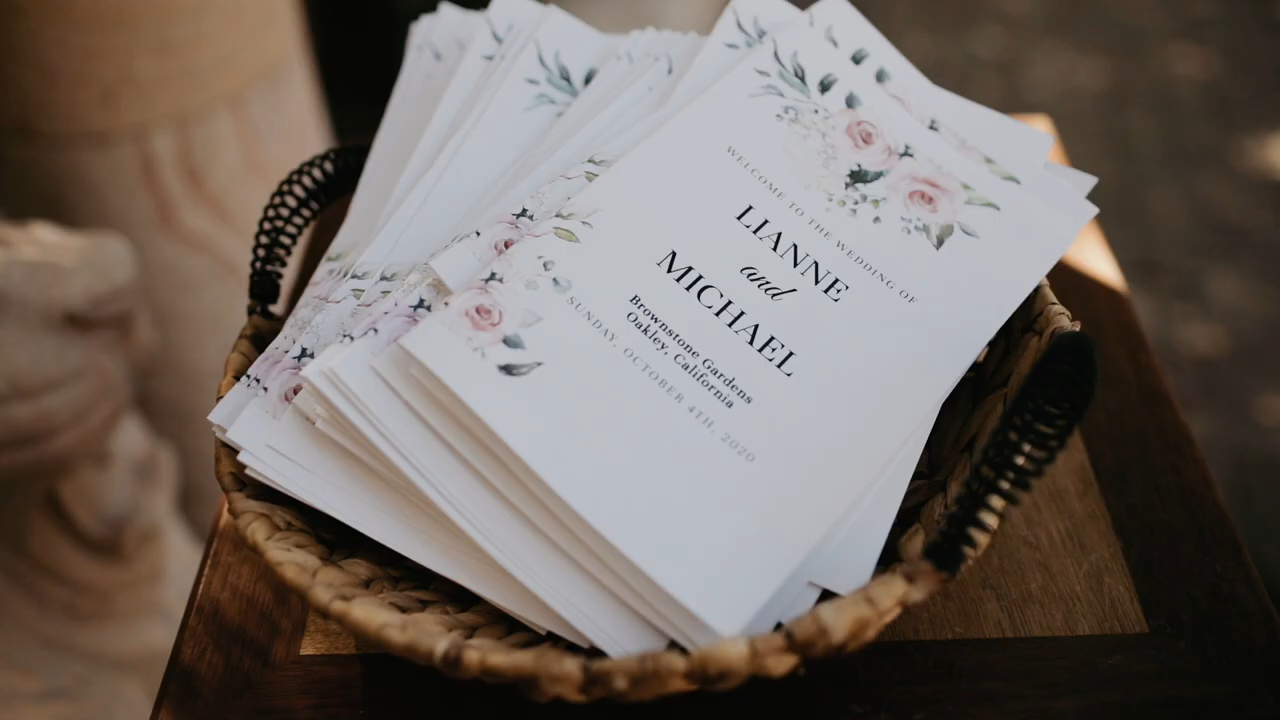 WELCOME TO THE WEDDING OF
LIANNE
and
MICHAEL
Brownstone Gardens
Oakley, California
SUNDAY, OCTOBER 4TH, 2020